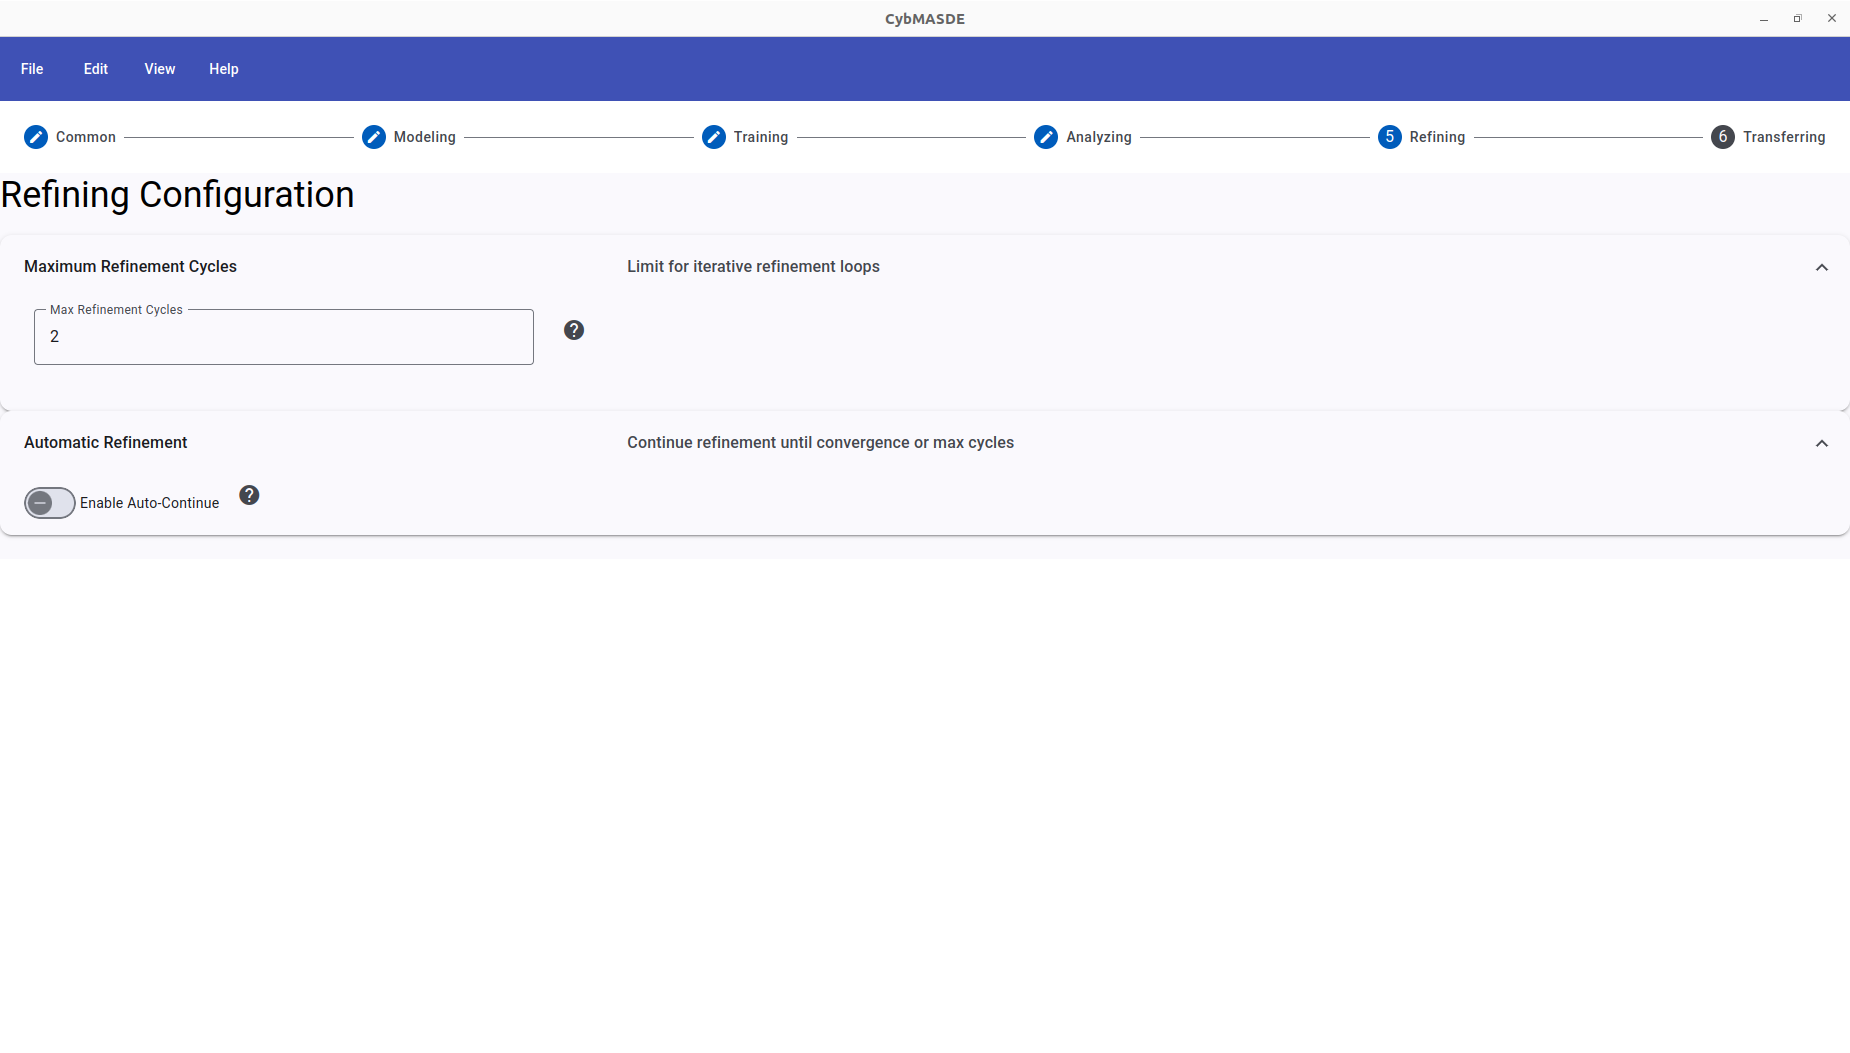 CybMASDE
File Edit View Help
Common Modeling Training Analyzing 5 Refining 6 Transferring
Refining Configuration
Maximum Refinement Cycles Limit for iterative refinement loops
Max Refinement Cycles
2
?
Automatic Refinement Continue refinement until convergence or max cycles
Enable Auto-Continue ?